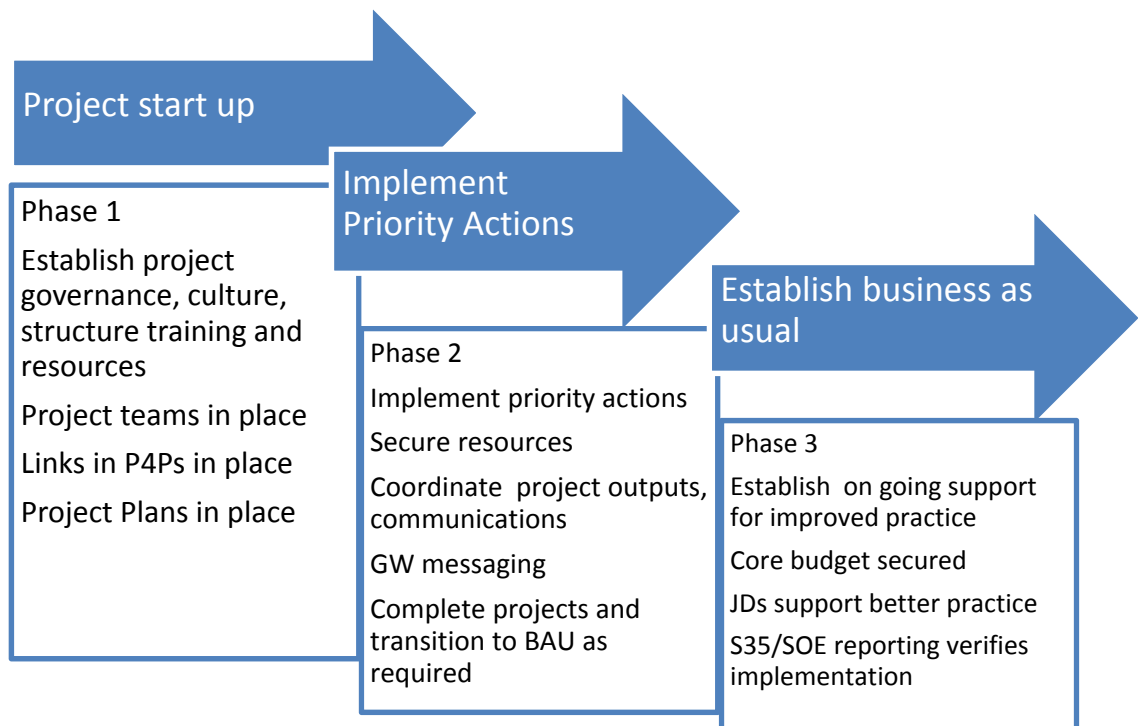 Project start up
Phase 1
Establish project
governance, culture,
structure training and
resources
Project teams in place
Links in P4Ps in place
Project Plans in place
Implement
Priority Actions
Phase 2
Implement priority actions
Secure resources
Coordinate project outputs,
communications
GW messaging
Complete projects and
transition to BAU as
required
Establish business as
usual
Phase 3
Establish on going support
for improved practice
Core budget secured
JDs support better practice
S35/SOE reporting verifies
implementation